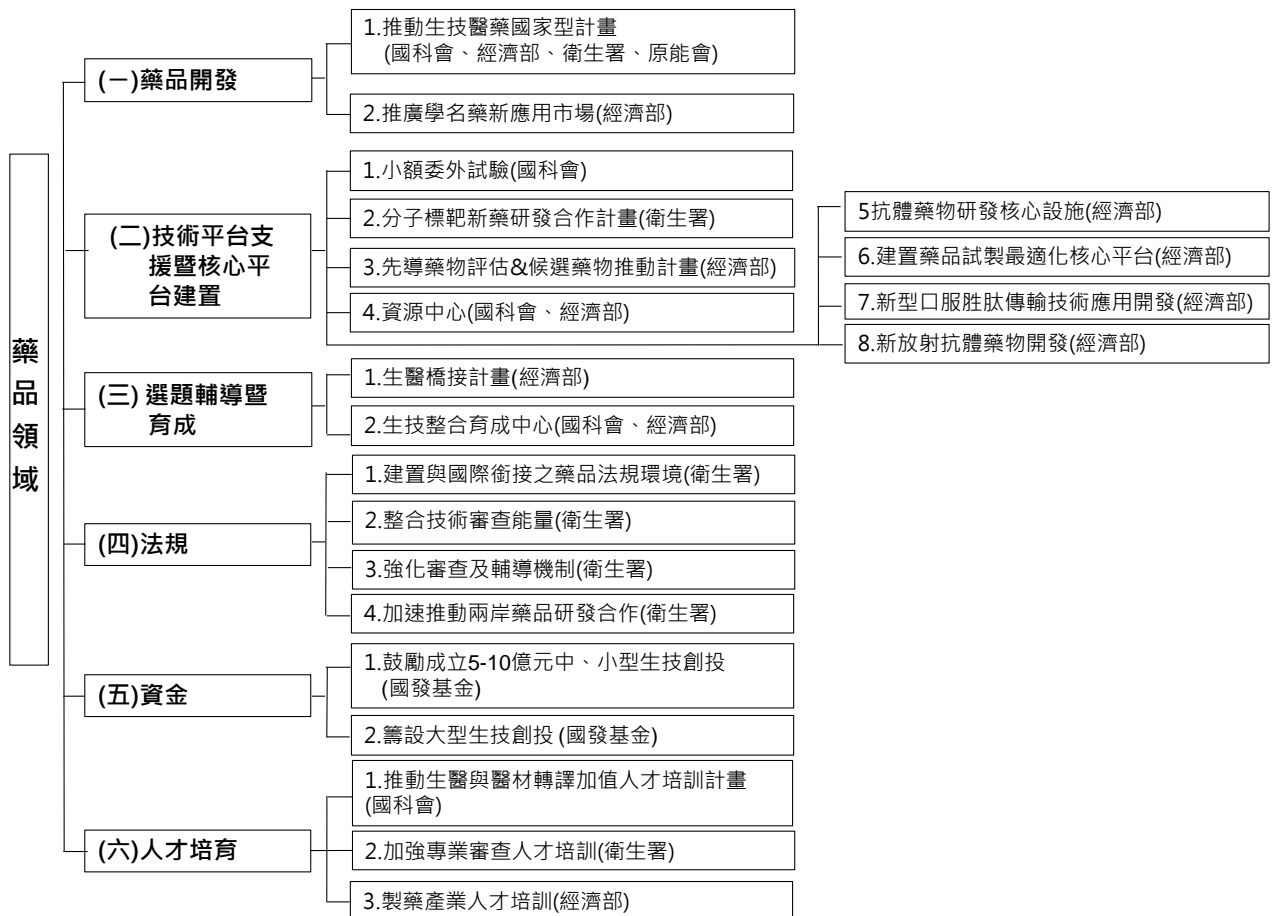 藥品領域
(一)藥品開發
1.推動生技醫藥國家型計畫
(國科會、經濟部、衛生署、原能會)
2.推廣學名藥新應用市場(經濟部)
(二)技術平台支
援暨核心平
台建置
1.小額委外試驗(國科會)
2.分子標靶新藥研發合作計畫(衛生署)
3.先導藥物評估&候選藥物推動計畫(經濟部)
4.資源中心(國科會、經濟部)
5抗體藥物研發核心設施(經濟部)
6.建置藥品試製最適化核心平台(經濟部)
7.新型口服胜肽傳輸技術應用開發(經濟部)
8.新放射抗體藥物開發(經濟部)
(三) 選題輔導暨
育成
1.生醫橋接計畫(經濟部)
2.生技整合育成中心(國科會、經濟部)
(四)法規
1.建置與國際銜接之藥品法規環境(衛生署)
2.整合技術審查能量(衛生署)
3.強化審查及輔導機制(衛生署)
4.加速推動兩岸藥品研發合作(衛生署)
(五)資金
1.鼓勵成立5-10億元中、小型生技創投
(國發基金)
2.籌設大型生技創投 (國發基金)
(六)人才培育
1.推動生醫與醫材轉譯加值人才培訓計畫
(國科會)
2.加強專業審查人才培訓(衛生署)
3.製藥產業人才培訓(經濟部)